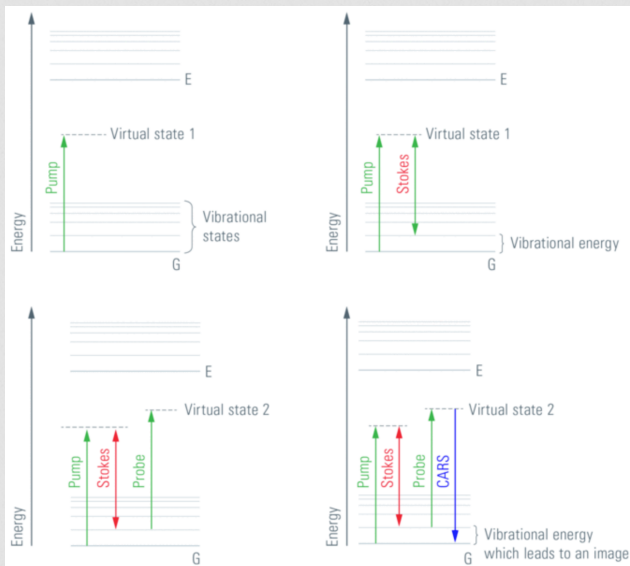 E
Virtual state 1
Pump
Vibrational
states
Energy
G
E
Virtual state 1
Pump
Stokes
Vibrational energy
Energy
G
E
Virtual state 2
Pump
Stokes
Probe
Energy
G
E
Virtual state 2
Pump
Stokes
Probe
CARS
Energy
Vibrational energy
G
which leads to an image